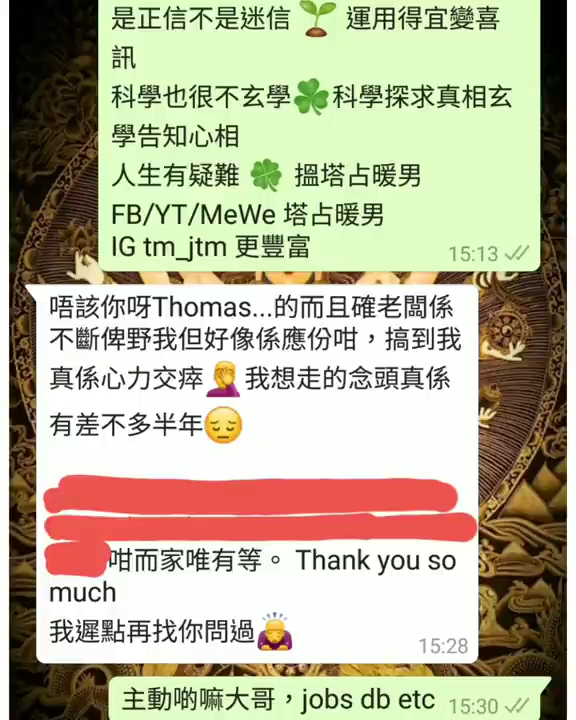 是正信不是迷信🌱運用得宜變喜
訊
科學也很不玄學🍀科學探求真相玄
學告知心相
人生有疑難 🍀 搵塔占暖男
FB/YT/MeWe 塔占暖男
IG tm_jtm 更豐富
15:13
唔該你呀Thomas...的而且確老闆係
不斷俾野我但好像係應份咁，搞到我
真係心力交瘁🤦我想走的念頭真係
有差不多半年😔
咁而家唯有等。 Thank you so
much
我遲點再找你問過🙇
15:28
主動啲嘛大哥，jobs db etc 15:30